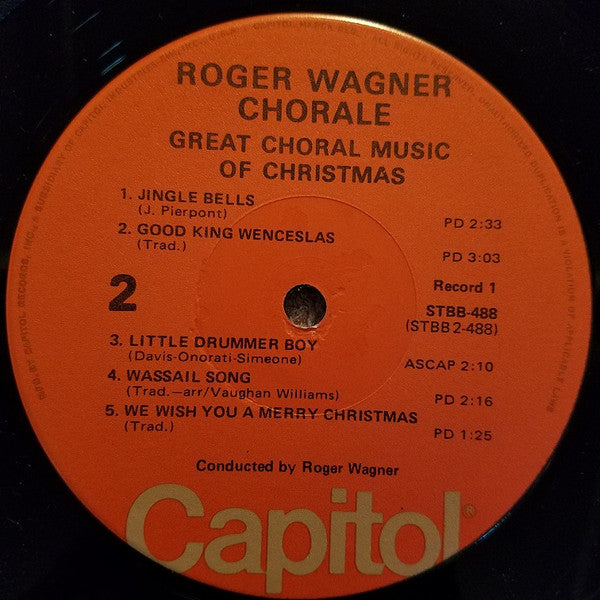 ROGER WAGNER
CHORALE
GREAT CHORAL MUSIC
OF CHRISTMAS
1. JINGLE BELLS
(J. Pierpont)
PD 2:33
2. GOOD KING WENCESLAS
(Trad.)
PD 3:03
2
Record 1
STBB-488
(STBB 2-488)
3. LITTLE DRUMMER BOY
(Davis-Onorati-Simeone)
ASCAP 2:10
4. WASSAIL SONG
(Trad.—arr/Vaughan Williams)
PD 2:16
5. WE WISH YOU A MERRY CHRISTMAS
(Trad.)
PD 1:25
Conducted by Roger Wagner
Capitol®